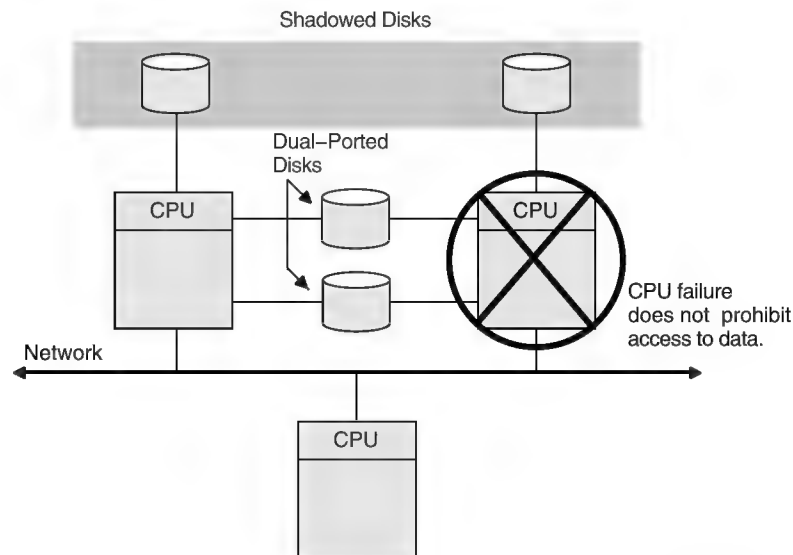 Shadowed Disks
Dual–Ported
Disks
CPU
CPU
CPU failure
does not prohibit
access to data.
Network
CPU